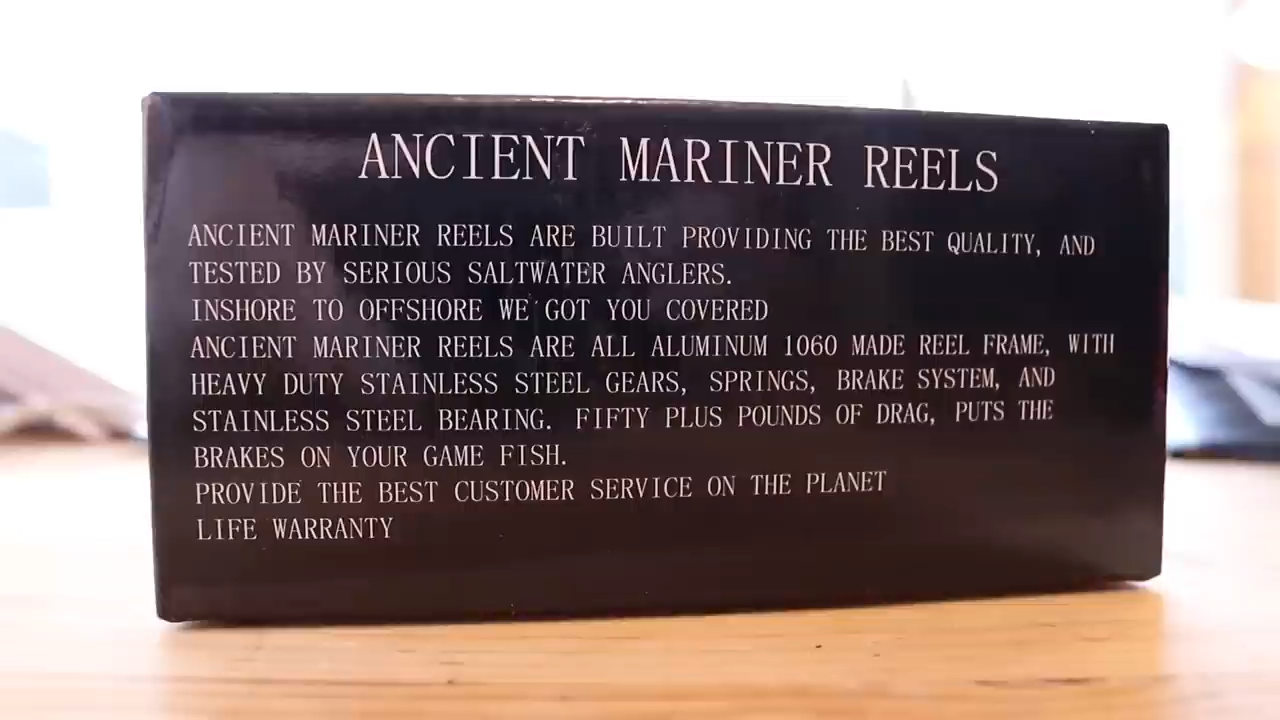 ANCIENT MARINER REELS
ANCIENT MARINER REELS ARE BUILT PROVIDING THE BEST QUALITY, AND
TESTED BY SERIOUS SALTWATER ANGLERS.
INSHORE TO OFFSHORE WE GOT YOU COVERED
ANCIENT MARINER REELS ARE ALL ALUMINUM 1060 MADE REEL FRAME, WITH
HEAVY DUTY STAINLESS STEEL GEARS, SPRINGS, BRAKE SYSTEM, AND
STAINLESS STEEL BEARING. FIFTY PLUS POUNDS OF DRAG, PUTS THE
BRAKES ON YOUR GAME FISH.
PROVIDE THE BEST CUSTOMER SERVICE ON THE PLANET
LIFE WARRANTY